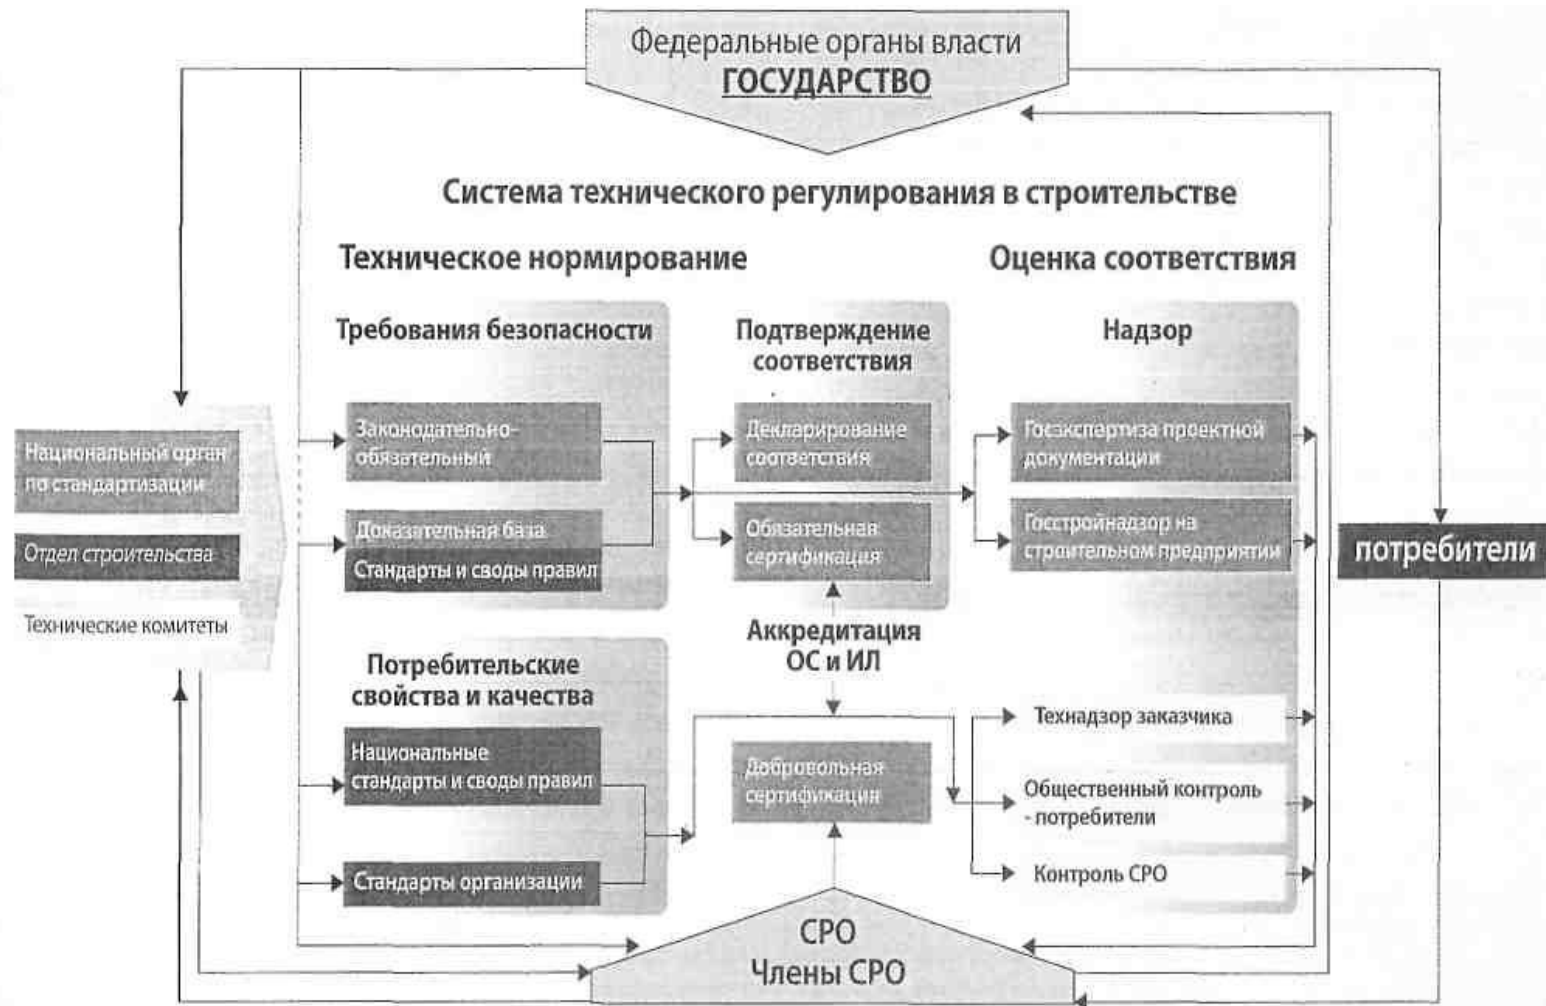 Федеральные органы власти
ГОСУДАРСТВО
Система технического регулирования в строительстве
Техническое нормирование
Оценка соответствия
Требования безопасности
Законодательно-
обязательный
Доказательная база
Стандарты и своды правил
Подтверждение
соответствия
Декларирование
соответствия
Обязательная
сертификация
Надзор
Госэкспертиза проектной
документации
Госстройнадзор на
строительном предприятии
Национальный орган
по стандартизации
Отдел строительства
Технические комитеты
потребители
Аккредитация
ОС и ИЛ
Потребительские
свойства и качества
Национальные
стандарты и своды правил
Стандарты организации
Добровольная
сертификация
Технадзор заказчика
Общественный контроль
- потребители
Контроль СРО
СРО
Члены СРО